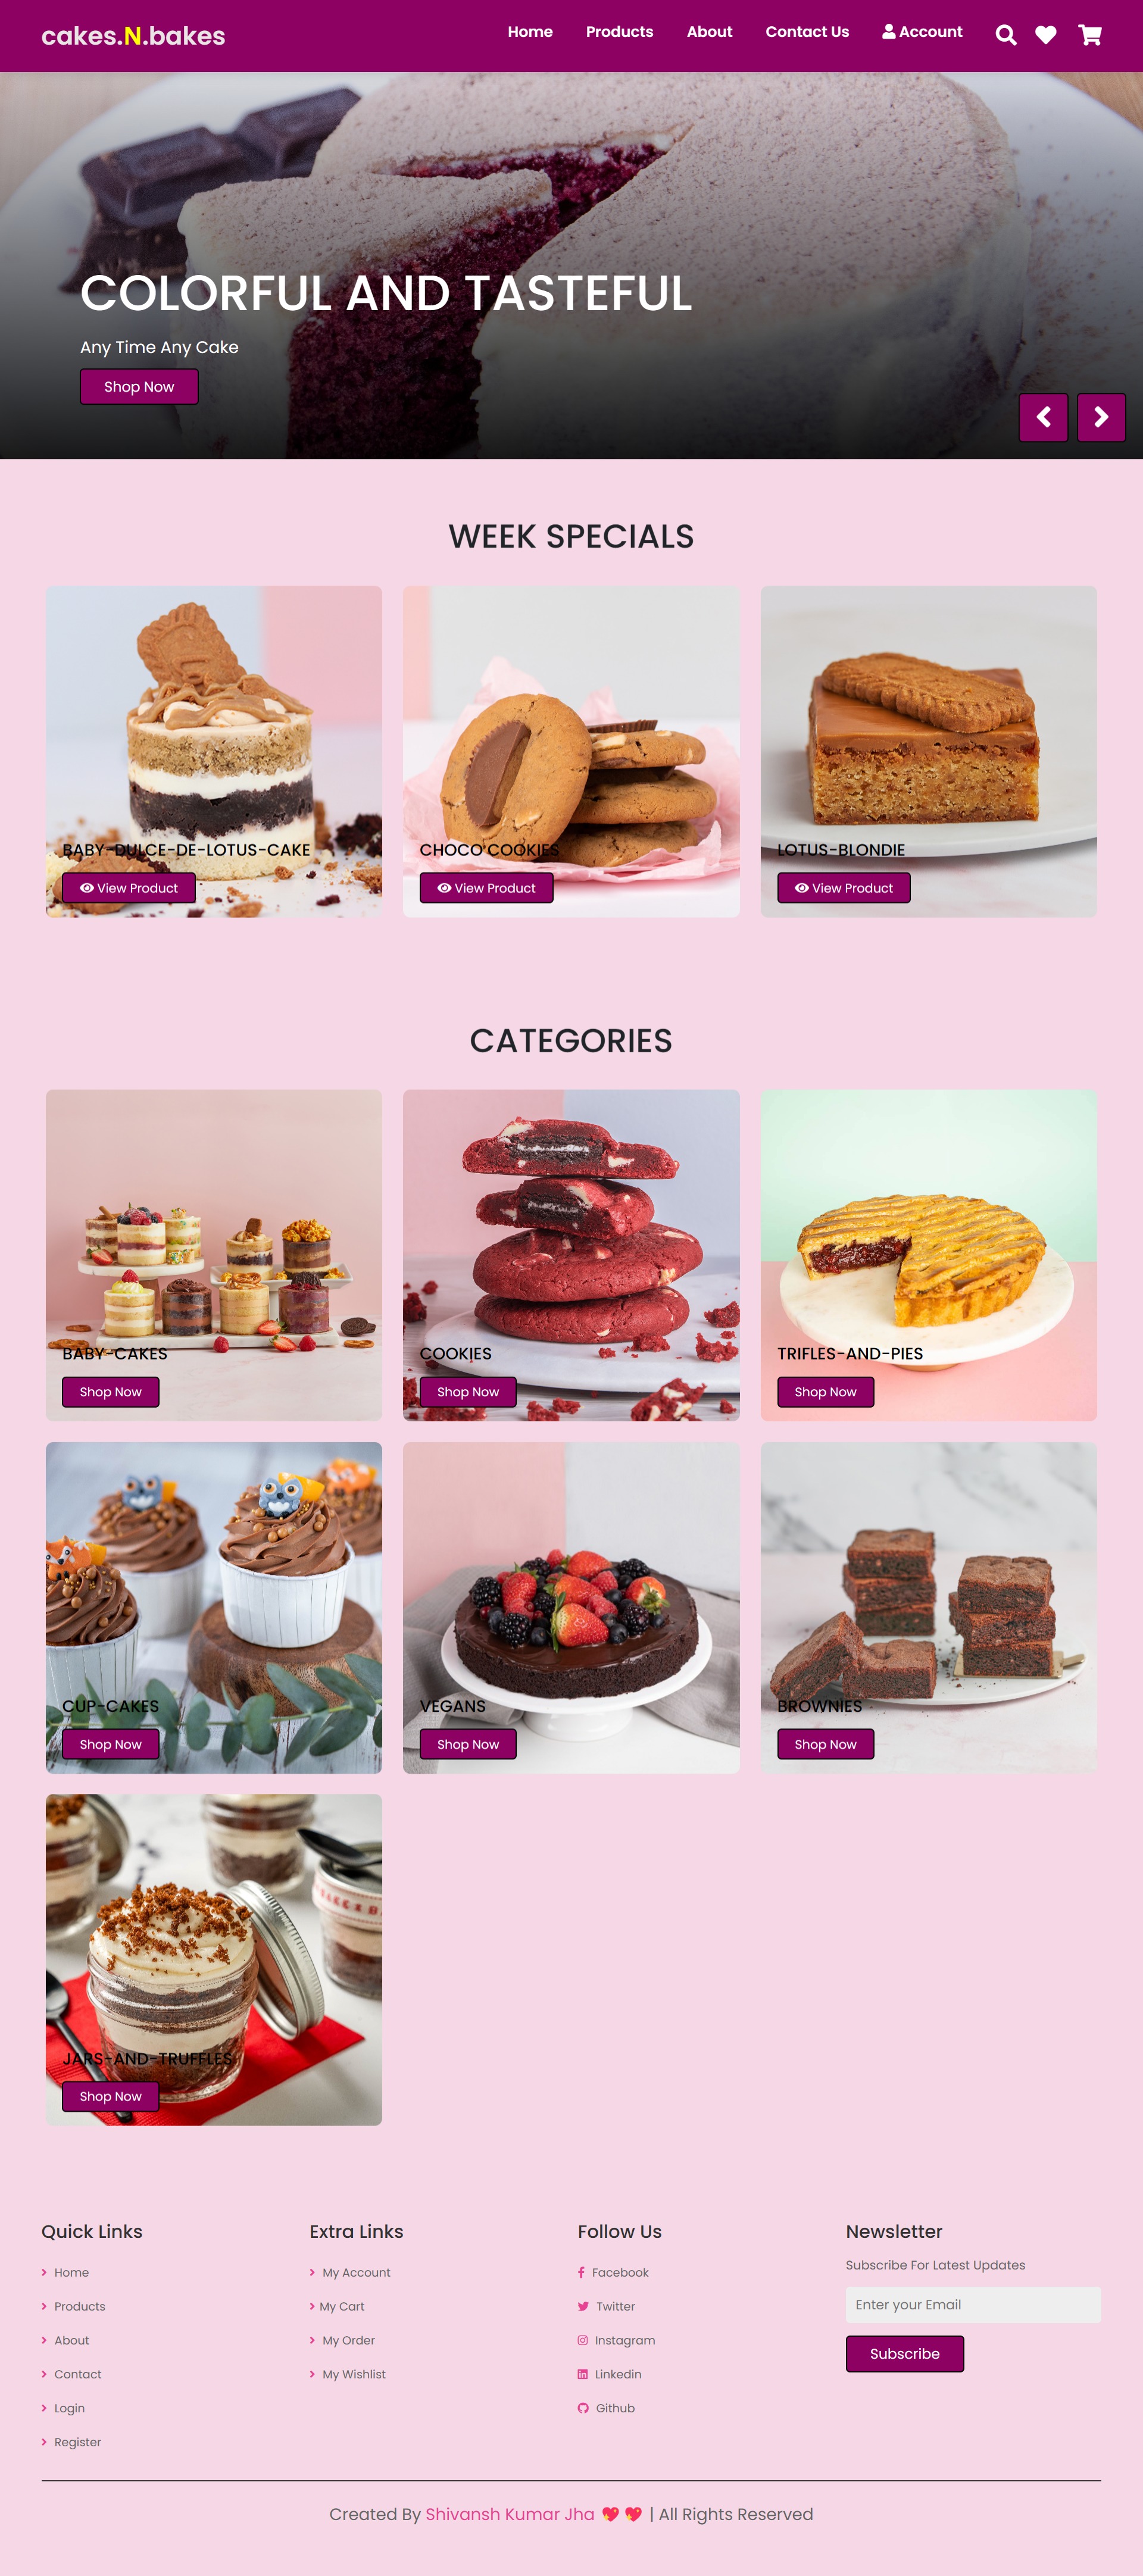 cakes.N.bakes
Home Products About Contact Us Account
COLORFUL AND TASTEFUL
Any Time Any Cake
Shop Now
WEEK SPECIALS
BABY-DULCE-DE-LOTUS-CAKE
View Product
CHOCO COOKIES
View Product
LOTUS-BLONDIE
View Product
CATEGORIES
BABY-CAKES
Shop Now
COOKIES
Shop Now
TRIFLES-AND-PIES
Shop Now
CUP-CAKES
Shop Now
VEGANS
Shop Now
BROWNIES
Shop Now
JARS-AND-TRUFFLES
Shop Now
Quick Links
Home
Products
About
Contact
Login
Register
Extra Links
My Account
My Cart
My Order
My Wishlist
Follow Us
Facebook
Twitter
Instagram
Linkedin
Github
Newsletter
Subscribe For Latest Updates
Enter your Email
Subscribe
Created By Shivansh Kumar Jha 💖 💖 | All Rights Reserved